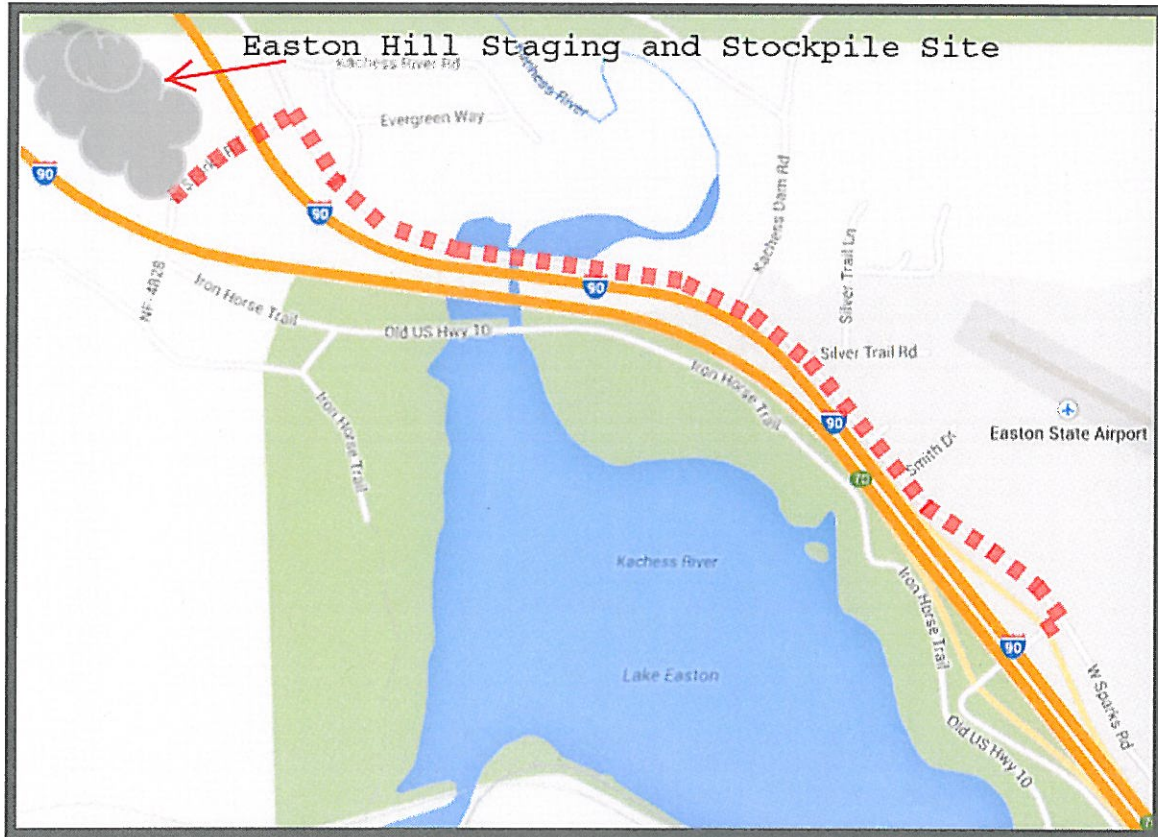 Easton Hill Staging and Stockpile Site
Kachess River Rd
Kachess River
Evergreen Way
90
90
90
Kachess Dam Rd
Silver Trail Ln
NF-4828
Iron Horse Trail
Old US Hwy 10
Silver Trail Rd
Iron Horse Trail
Iron Horse Trail
90
Easton State Airport
Smith Dr
Kachess River
Iron Horse Trail
90
Lake Easton
W Sparks Rd
Old US Hwy 10